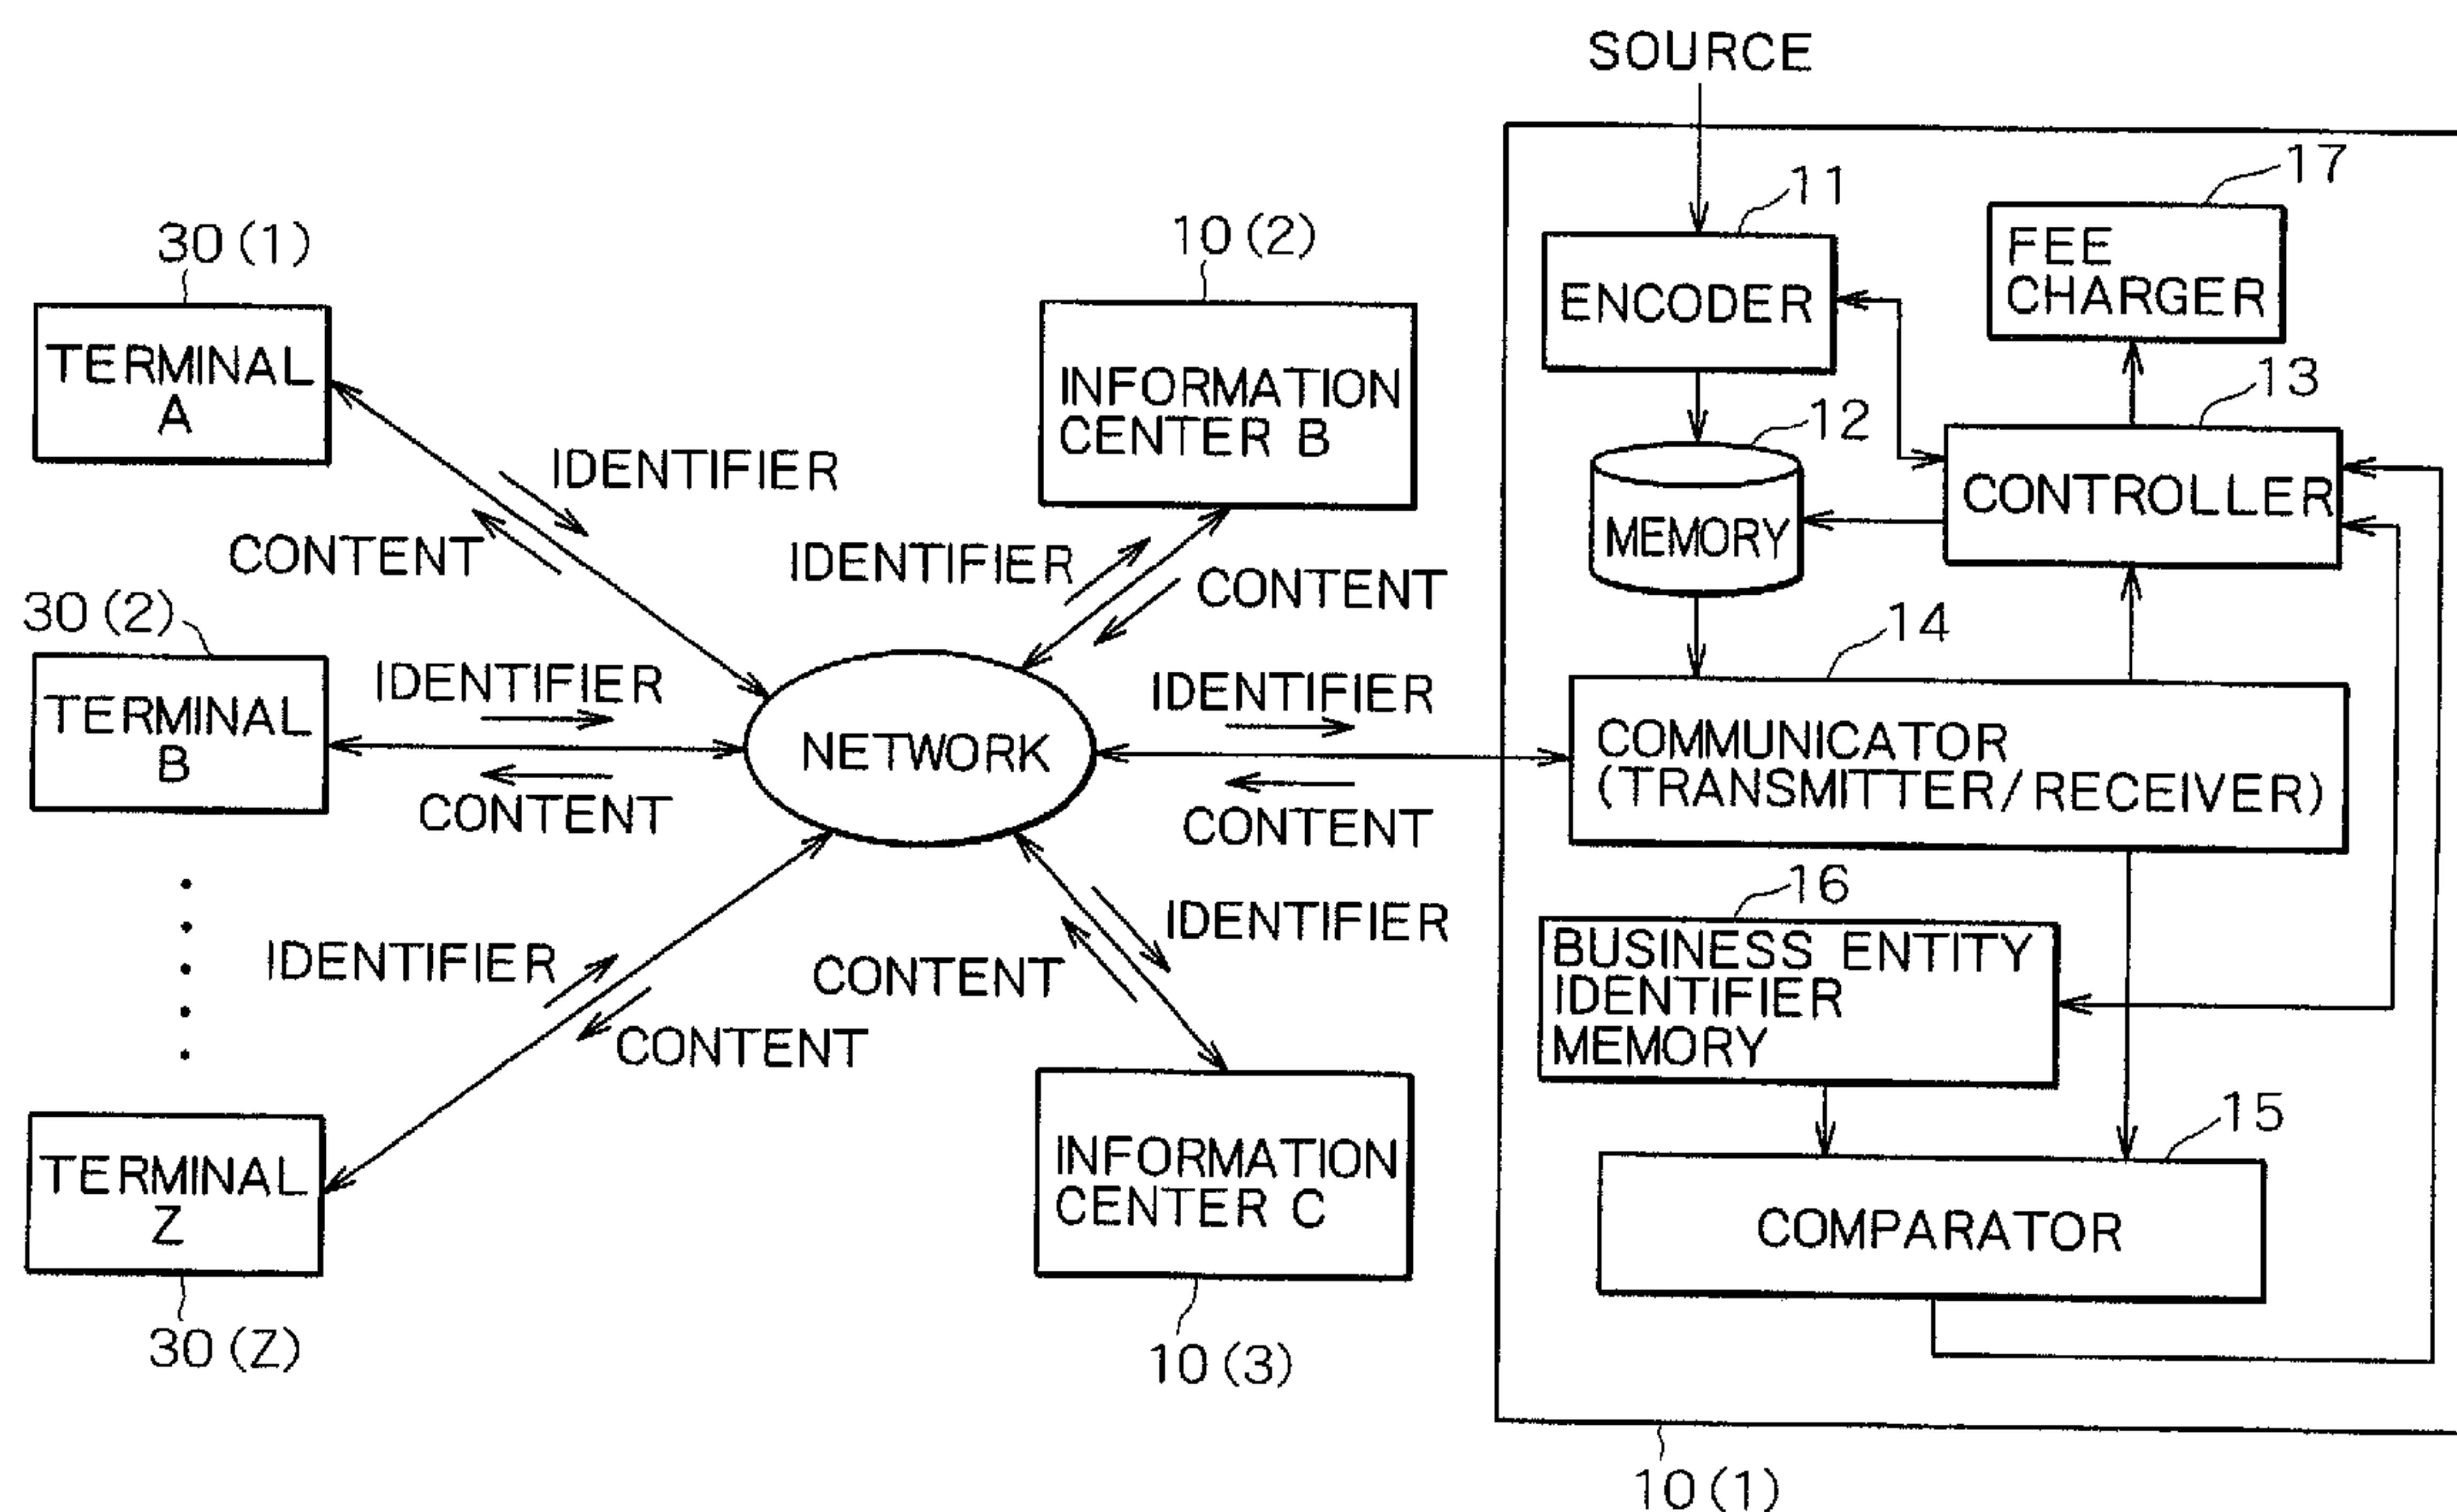 SOURCE
17
11
30(1)
10(2)
FEE
CHARGER
ENCODER
TERMINAL
A
INFORMATION
CENTER B
13
12
IDENTIFIER
CONTROLLER
CONTENT
IDENTIFIER
MEMORY
CONTENT
30(2)
14
IDENTIFIER
IDENTIFIER
TERMINAL
B
NETWORK
COMMUNICATOR
(TRANSMITTER/RECEIVER)
CONTENT
CONTENT
16
IDENTIFIER
IDENTIFIER
CONTENT
BUSINESS ENTITY
IDENTIFIER
MEMORY
CONTENT
15
TERMINAL
Z
INFORMATION
CENTER C
COMPARATOR
30(Z)
10(3)
10(1)